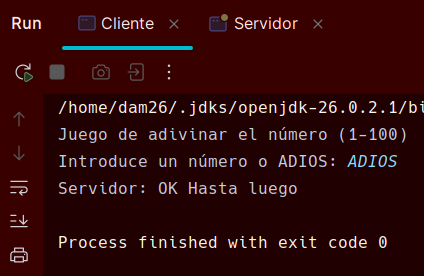 Run Cliente Servidor
/home/dam26/.jdks/openjdk-26.0.2.1/bi
Juego de adivinar el número (1-100)
Introduce un número o ADIOS: ADIOS
Servidor: OK Hasta luego
Process finished with exit code 0